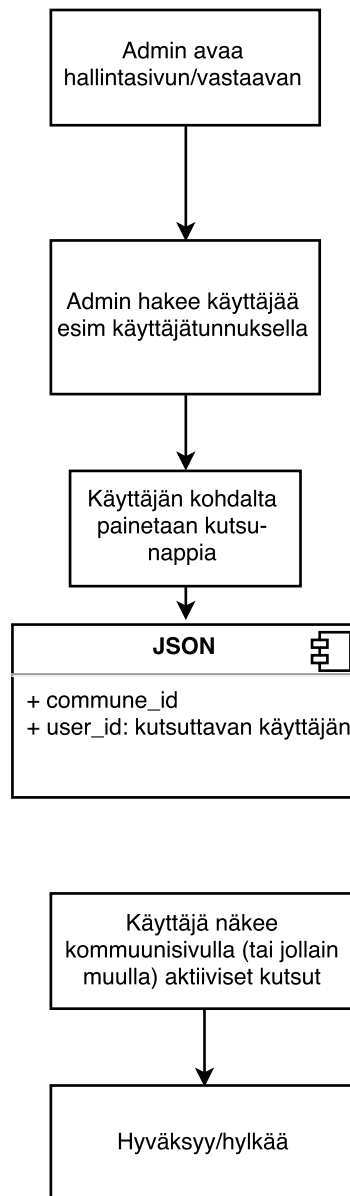 Admin avaa
hallintasivun/vastaavan
Admin hakee käyttäjää
esim käyttäjätunnuksella
Käyttäjän kohdalta
painetaan kutsu-
nappia
JSON
+ commune_id
+ user_id: kutsuttavan käyttäjän
Käyttäjä näkee
kommuunisivulla (tai jollain
muulla) aktiiviset kutsut
Hyväksyy/hylkää